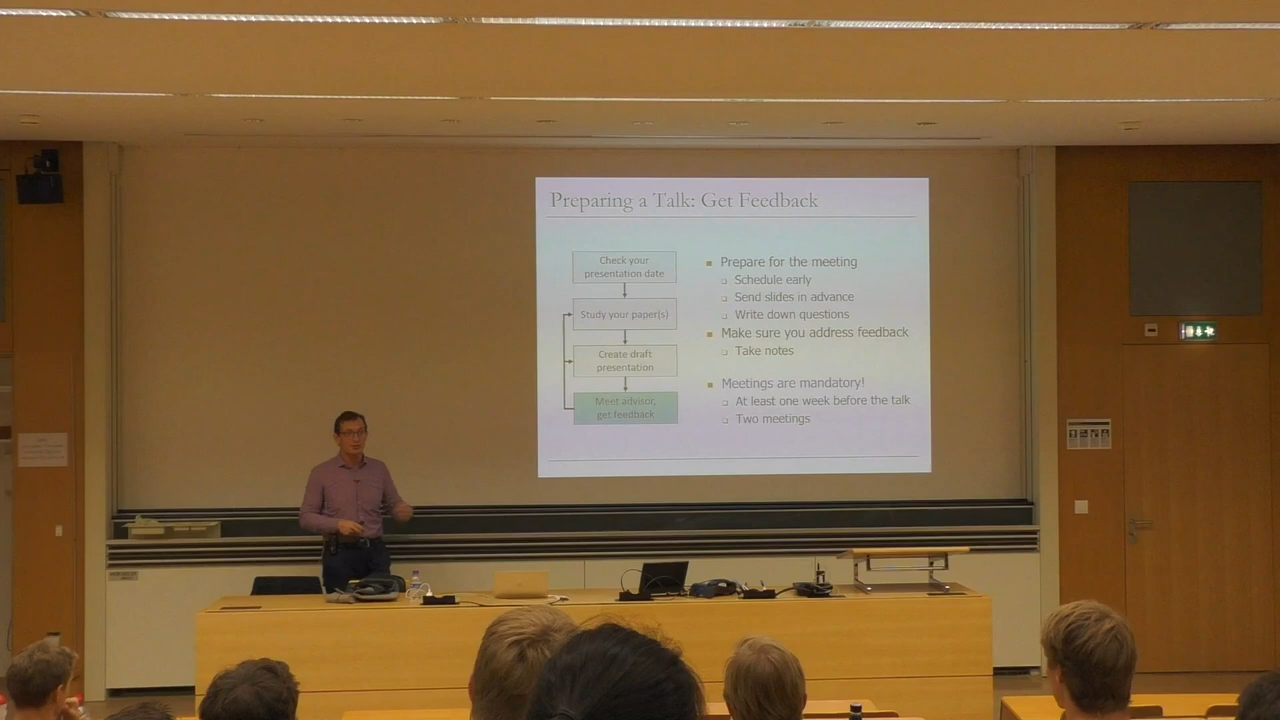 Preparing a Talk: Get Feedback
Check your
presentation date
Study your paper(s)
Create draft
presentation
Meet advisor,
get feedback
Prepare for the meeting
Schedule early
Send slides in advance
Write down questions
Make sure you address feedback
Take notes
Meetings are mandatory!
At least one week before the talk
Two meetings